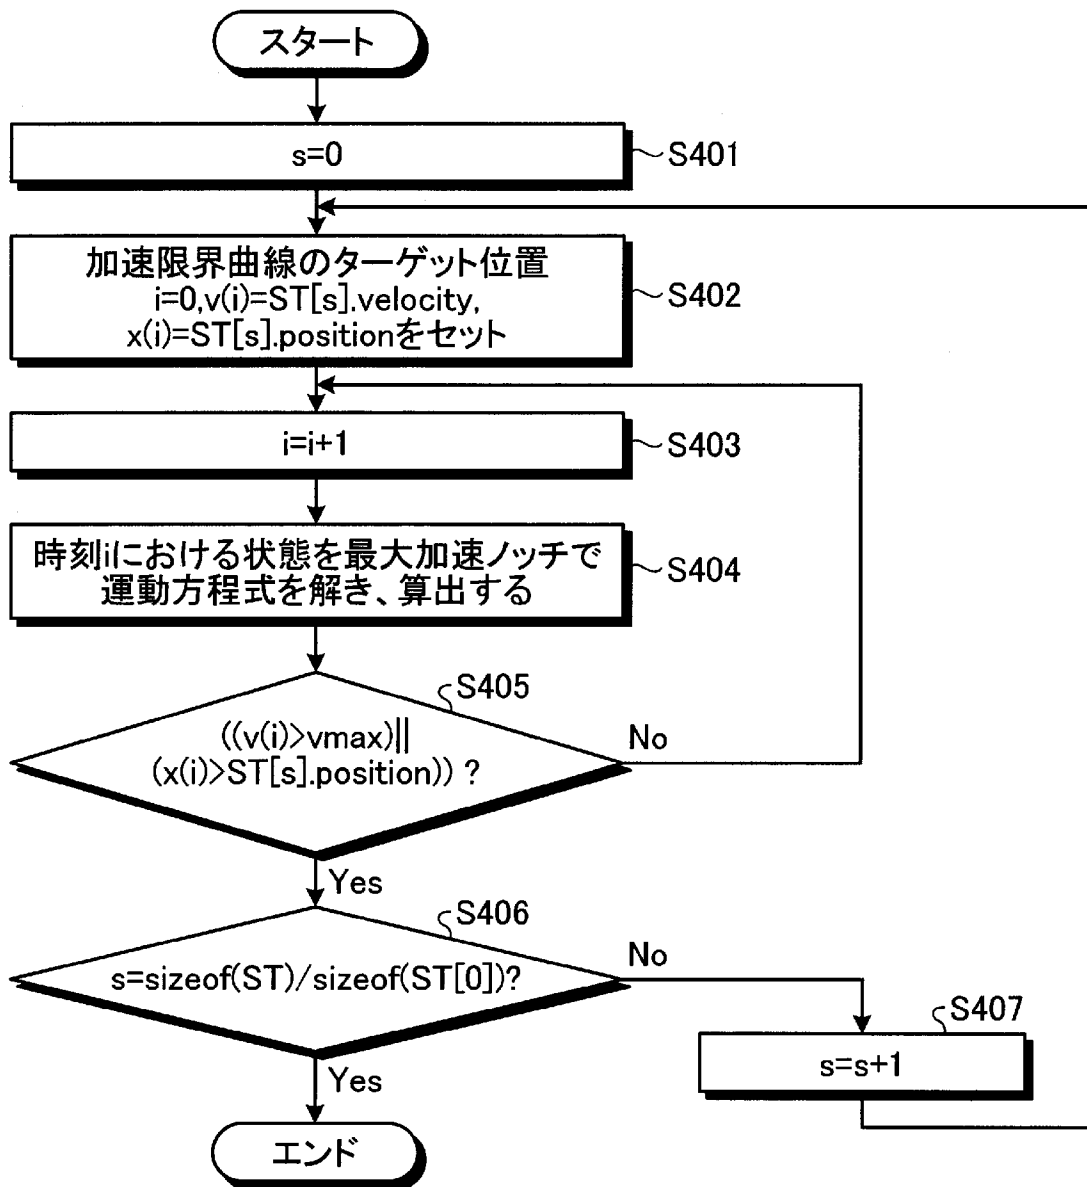 スタート
s=0
S401
加速限界曲線のターゲット位置
i=0,v(i)=ST[s].velocity,
x(i)=ST[s].positionをセット
S402
i=i+1
S403
時刻iにおける状態を最大加速ノッチで
運動方程式を解き、算出する
S404
S405
((v(i)>vmax)||
(x(i)>ST[s].position)) ?
No
Yes
S406
s=sizeof(ST)/sizeof(ST[0])?
No
S407
s=s+1
Yes
エンド